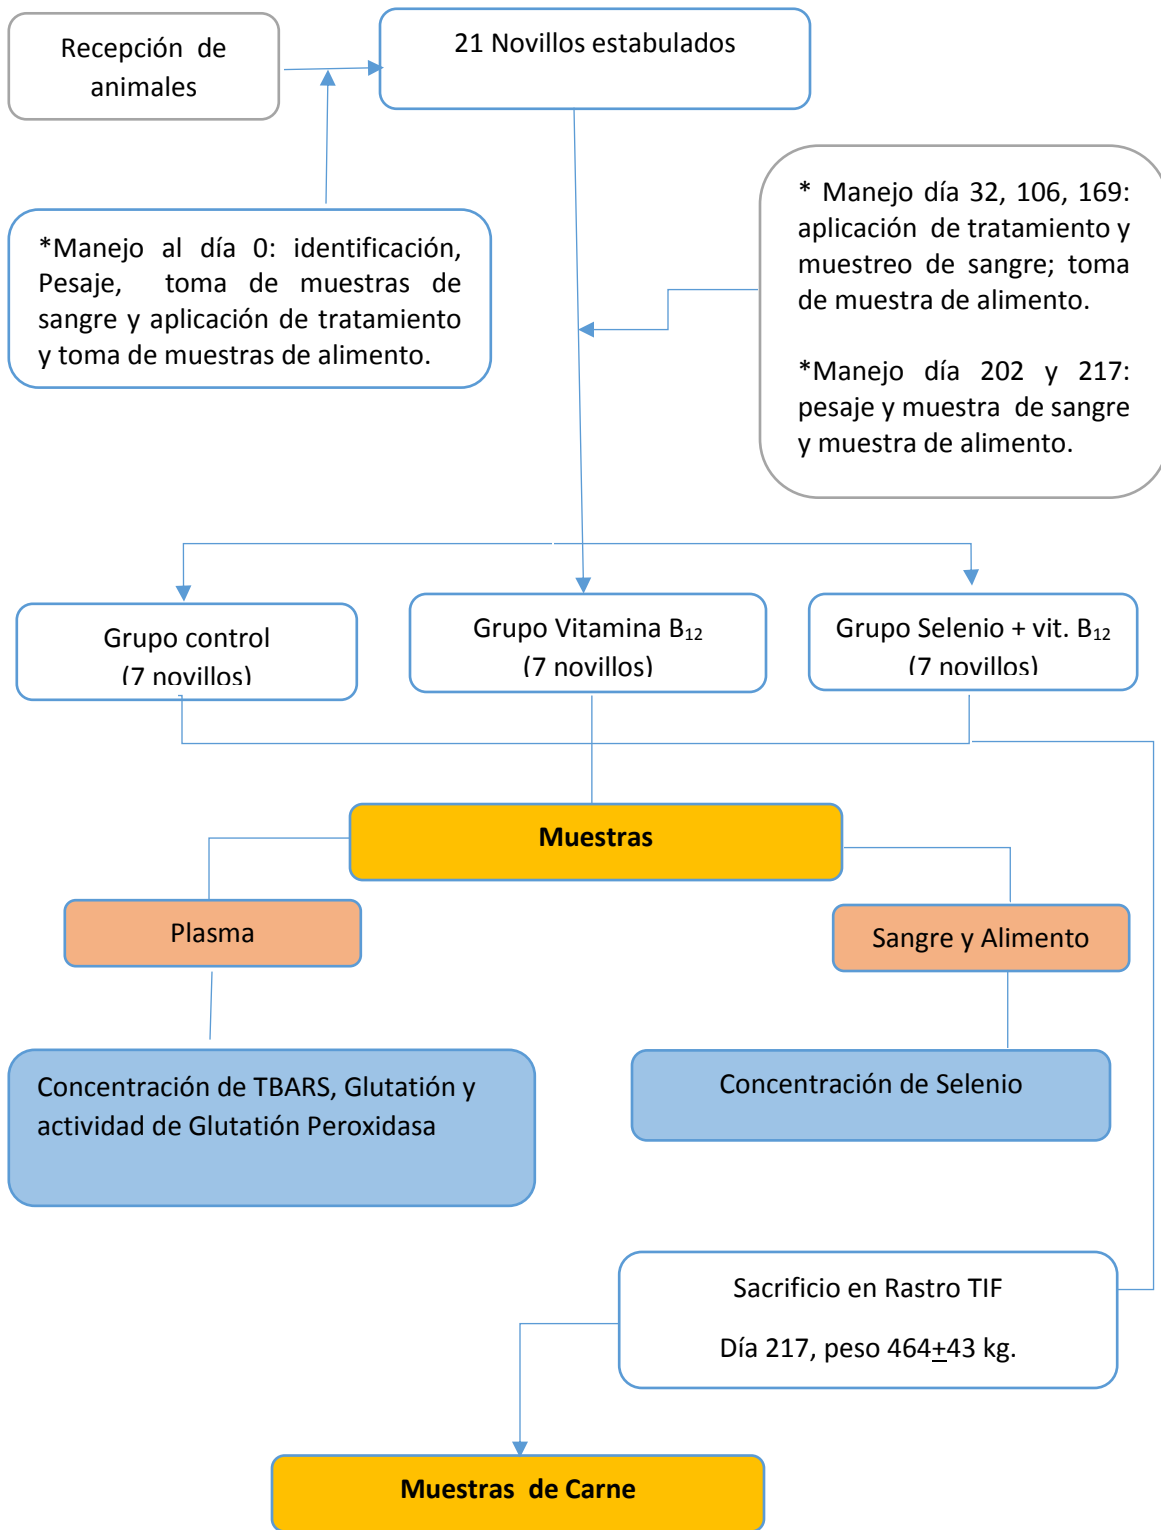 Recepción de
animales
21 Novillos estabulados
*Manejo al día 0: identificación,
Pesaje, toma de muestras de
sangre y aplicación de tratamiento
y toma de muestras de alimento.
* Manejo día 32, 106, 169:
aplicación de tratamiento y
muestreo de sangre; toma
de muestra de alimento.
*Manejo día 202 y 217:
pesaje y muestra de sangre
y muestra de alimento.
Grupo control
(7 novillos)
Grupo Vitamina B₁₂
(7 novillos)
Grupo Selenio + vit. B₁₂
(7 novillos)
Muestras
Plasma
Sangre y Alimento
Concentración de TBARS, Glutatión y
actividad de Glutatión Peroxidasa
Concentración de Selenio
Sacrificio en Rastro TIF
Día 217, peso 464±43 kg.
Muestras de Carne